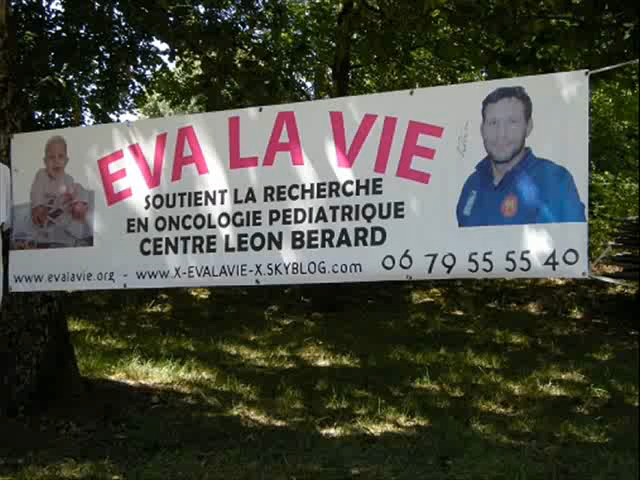 EVA LA VIE
SOUTIENT LA RECHERCHE
EN ONCOLOGIE PEDIATRIQUE
CENTRE LEON BERARD
www.evalavie.org - www.X-EVALAVIE-X.SKYBLOG.com 06 79 55 55 40